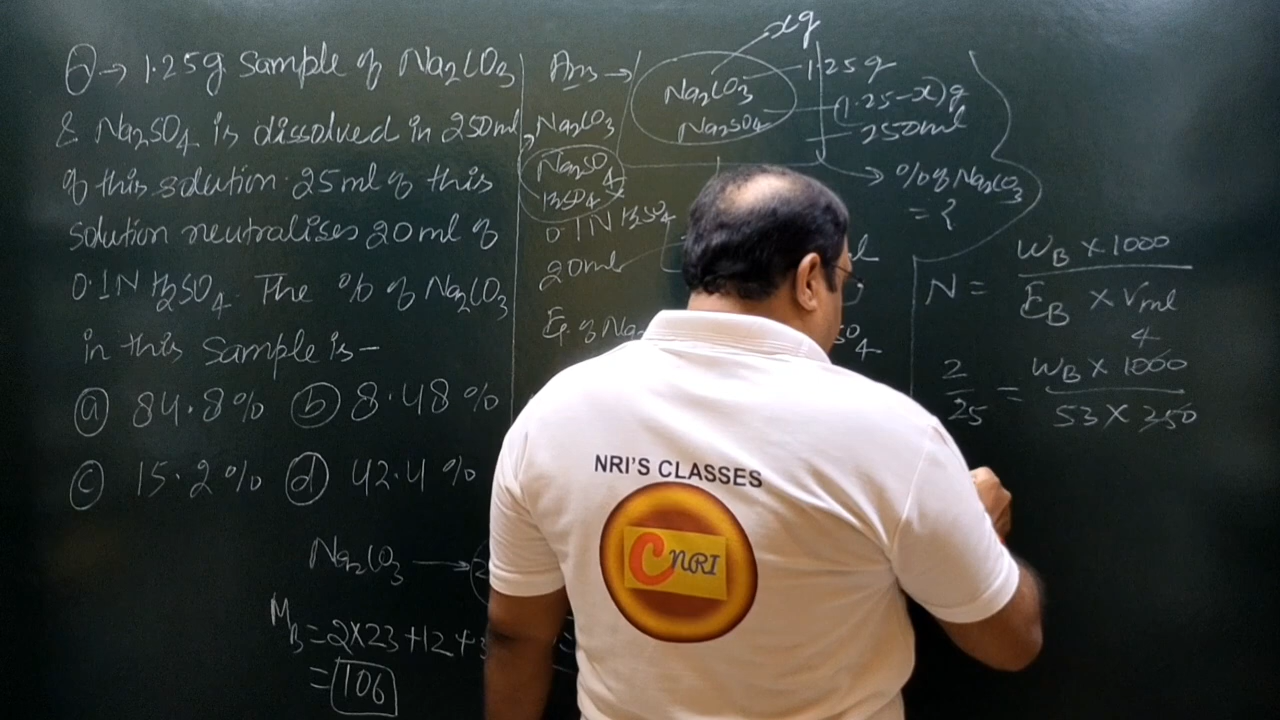 Q → 1.25g sample of Na2CO3
& Na2SO4 is dissolved in 250ml
of this solution. 25ml of this
solution neutralises 20ml of
0.1N H2SO4. The % of Na2CO3
in this sample is -
(a) 84.8% (b) 8.48%
(c) 15.2% (d) 42.4%
Na2CO3 →
MB = 2×23+12+3
= 106
Ans →
Na2CO3
Na2SO4
H2SO4
0.1N H2SO4
20ml
xg
Na2CO3 1.25g
Na2SO4 (1.25-x)g
250ml
→ % of Na2CO3
= ?
N = WB × 1000
EB × Vml
4
2 = WB × 1000
25 53 × 250
NRI'S CLASSES
CNRI